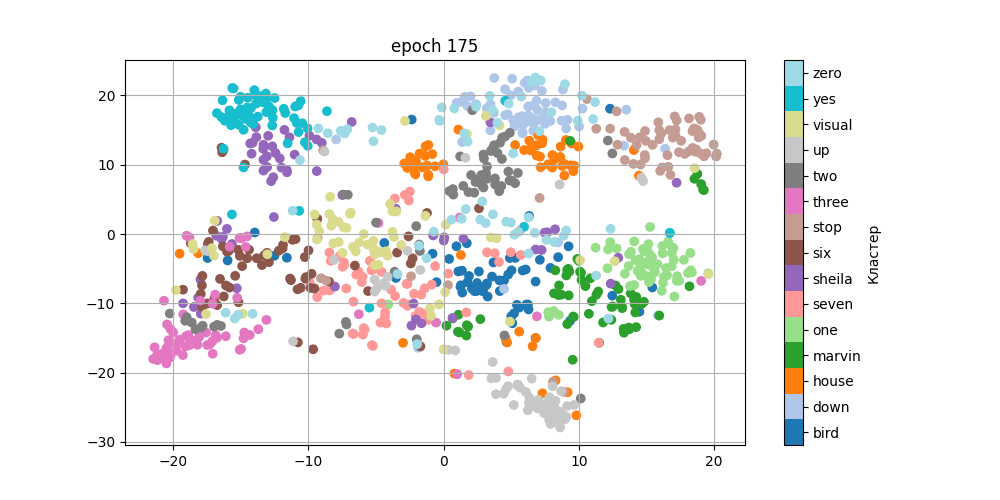 epoch 175
20
10
0
−10
−20
−30
−20
−10
0
10
20
zero
yes
visual
up
two
three
stop
six
sheila
seven
one
marvin
house
down
bird
Кластер